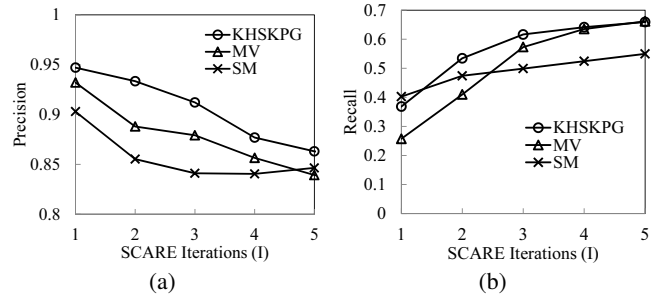 1
0.95
0.9
0.85
0.8
Precision
KHSKPG
MV
SM
1 2 3 4 5
SCARE Iterations (I)
(a)
0.7
0.6
0.5
0.4
0.3
0.2
0.1
0
Recall
KHSKPG
MV
SM
1 2 3 4 5
SCARE Iterations (I)
(b)